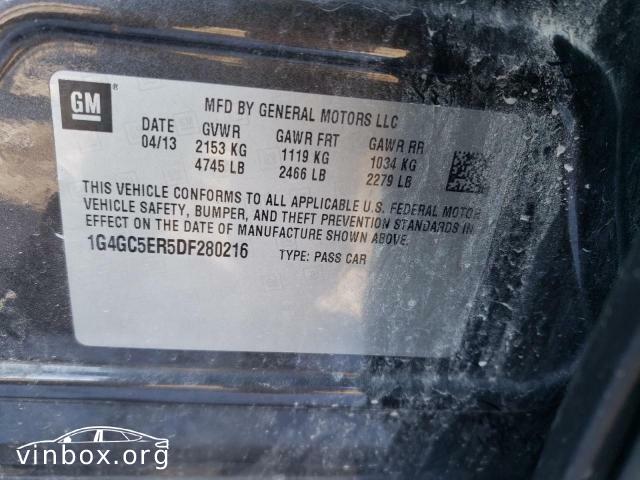 GM ®
MFD BY GENERAL MOTORS LLC
DATE GVWR GAWR FRT GAWR RR
04/13 2153 KG 1119 KG 1034 KG
4745 LB 2466 LB 2279 LB
THIS VEHICLE CONFORMS TO ALL APPLICABLE U.S. FEDERAL MOTOR
VEHICLE SAFETY, BUMPER, AND THEFT PREVENTION STANDARDS IN
EFFECT ON THE DATE OF MANUFACTURE SHOWN ABOVE.
1G4GC5ER5DF280216 TYPE: PASS CAR
vinbox.org